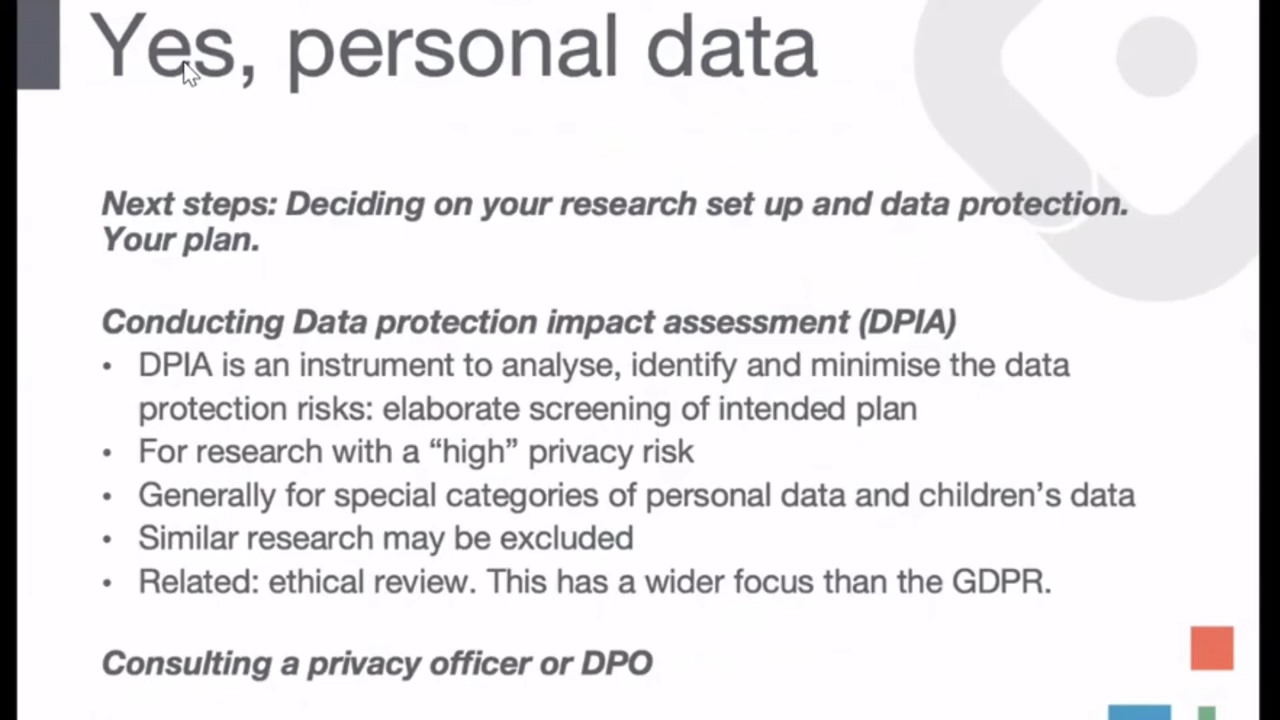 Yes, personal data
Next steps: Deciding on your research set up and data protection.
Your plan.
Conducting Data protection impact assessment (DPIA)
• DPIA is an instrument to analyse, identify and minimise the data
protection risks: elaborate screening of intended plan
• For research with a “high” privacy risk
• Generally for special categories of personal data and children’s data
• Similar research may be excluded
• Related: ethical review. This has a wider focus than the GDPR.
Consulting a privacy officer or DPO